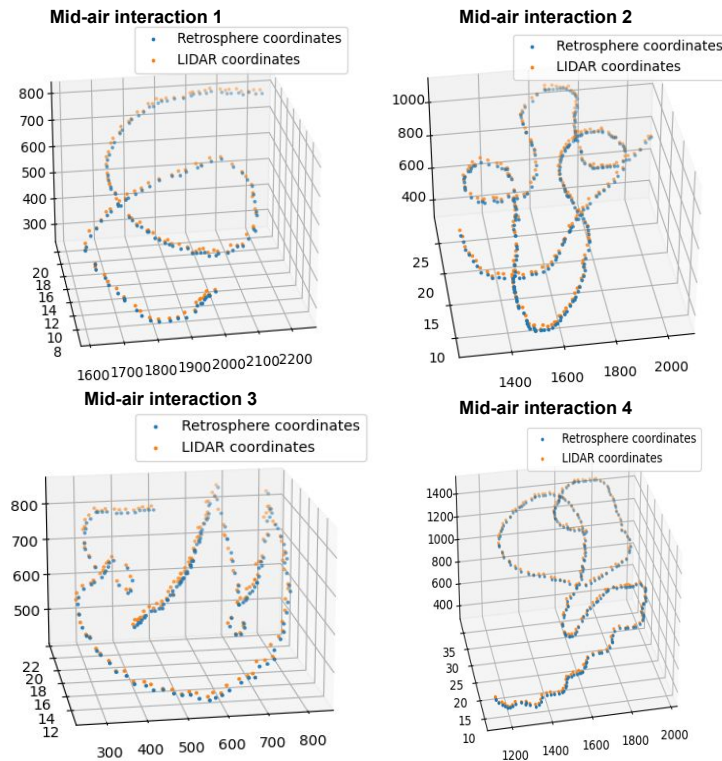 Mid-air interaction 1
Retrosphere coordinates
LIDAR coordinates
800
700
600
500
400
300
20
18
16
14
12
10
8
1600 1700 1800 1900 2000 2100 2200
Mid-air interaction 2
Retrosphere coordinates
LIDAR coordinates
1000
800
600
400
25
20
15
10
1400 1600 1800 2000
Mid-air interaction 3
Retrosphere coordinates
LIDAR coordinates
800
700
600
500
22
20
18
16
14
12
300 400 500 600 700 800
Mid-air interaction 4
Retrosphere coordinates
LIDAR coordinates
1400
1200
1000
800
600
400
35
30
25
20
15
10
1200 1400 1600 1800 2000